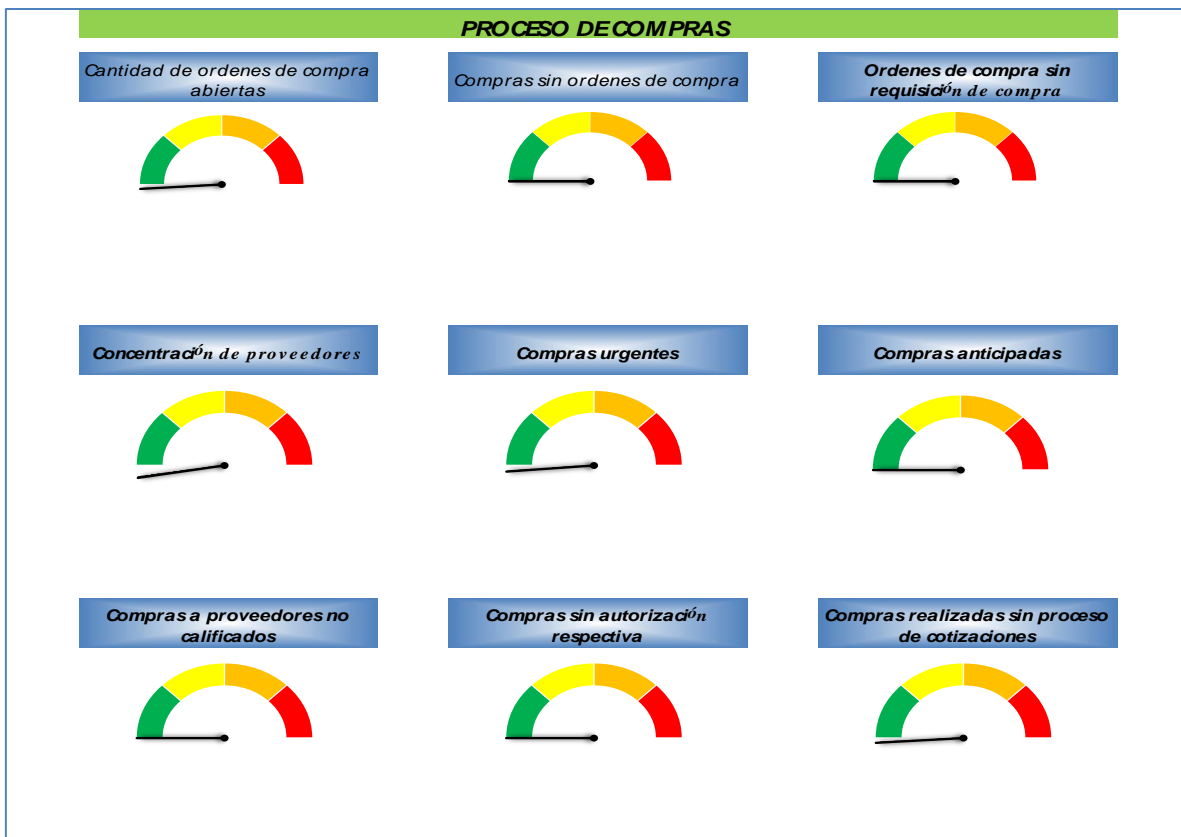 PROCESO DE COMPRAS
Cantidad de ordenes de compra
abiertas
Compras sin ordenes de compra
Ordenes de compra sin
requisición de compra
Concentración de proveedores
Compras urgentes
Compras anticipadas
Compras a proveedores no
calificados
Compras sin autorización
respectiva
Compras realizadas sin proceso
de cotizaciones